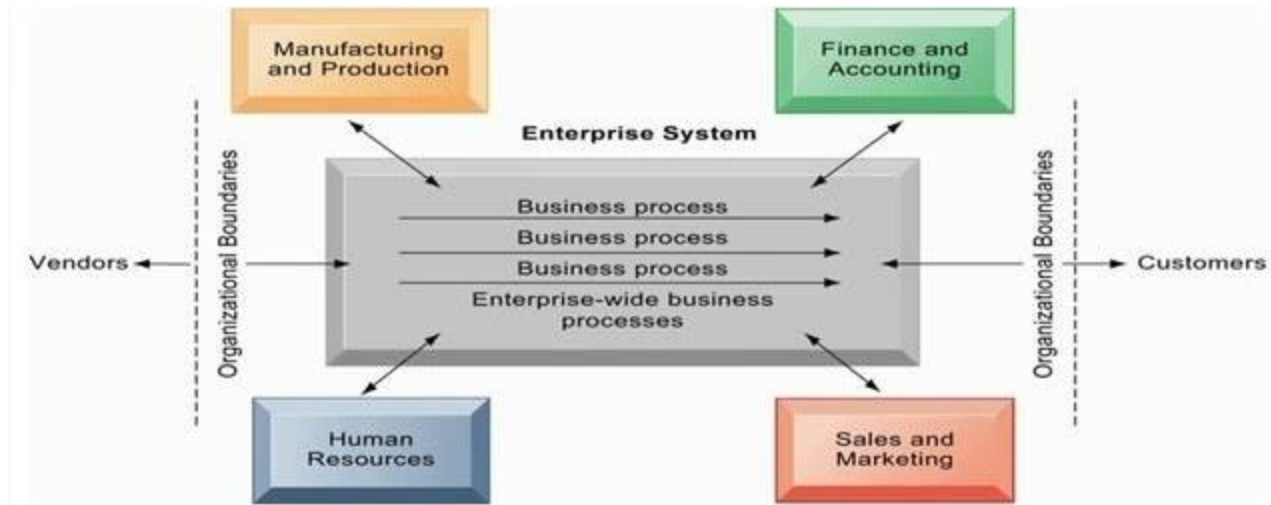 Manufacturing
and Production
Finance and
Accounting
Enterprise System
Organizational Boundaries
Business process
Business process
Business process
Enterprise-wide business
processes
Vendors
Organizational Boundaries
Customers
Human
Resources
Sales and
Marketing